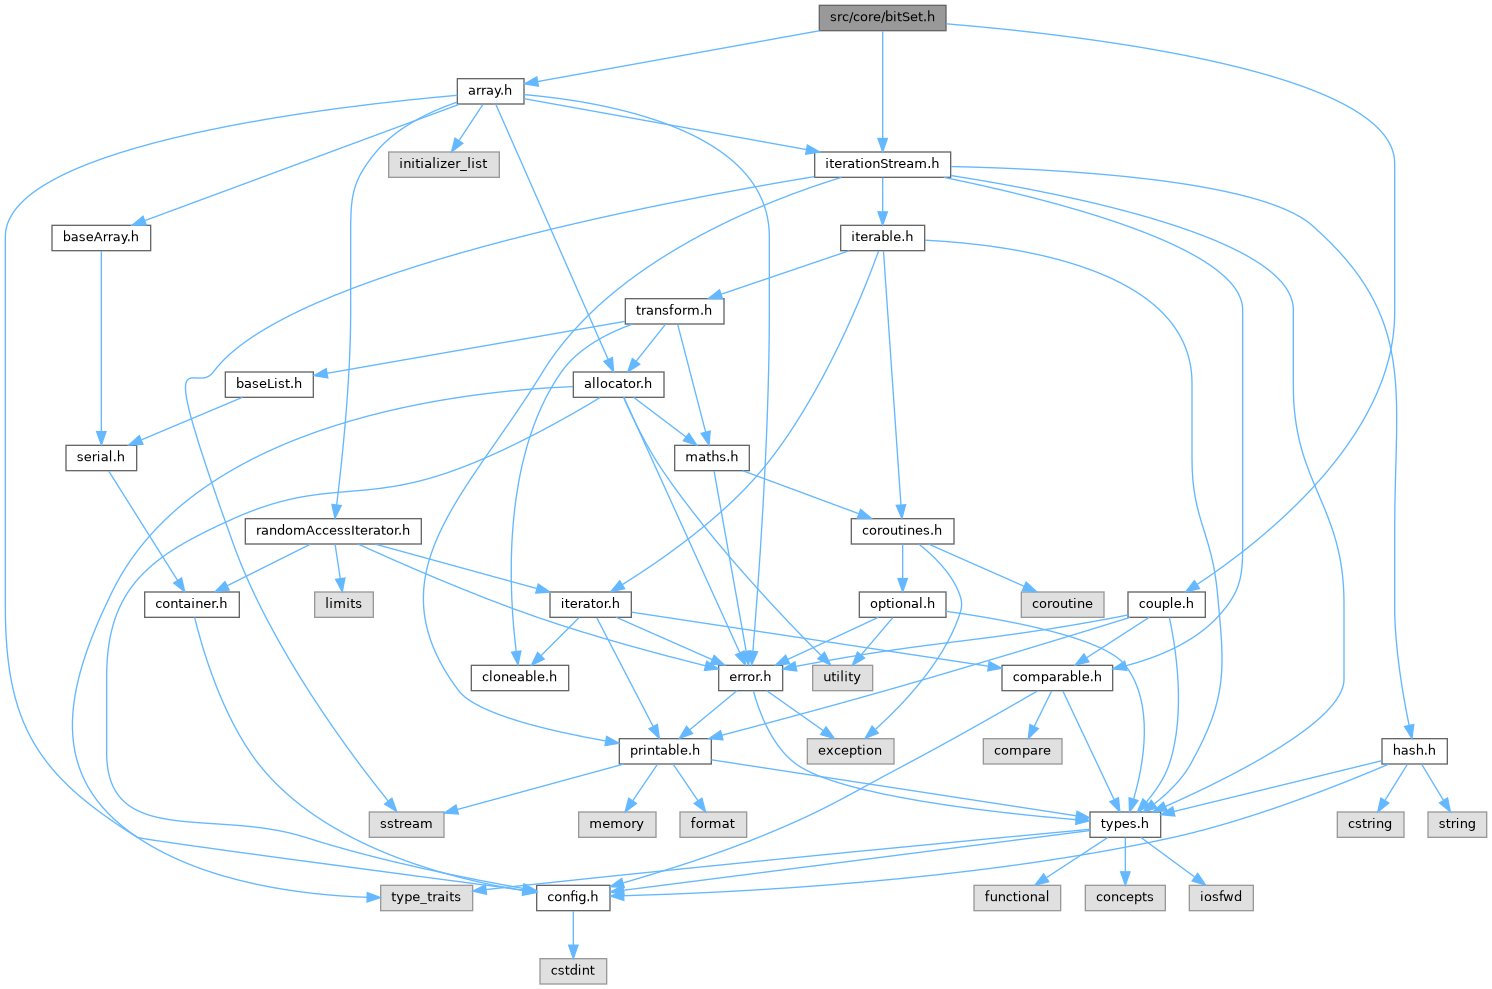 src/core/bitSet.h
array.h
initializer_list
iterationStream.h
baseArray.h
iterable.h
transform.h
baseList.h
allocator.h
serial.h
maths.h
randomAccessIterator.h
coroutines.h
container.h
limits
iterator.h
optional.h
coroutine
couple.h
cloneable.h
error.h
utility
comparable.h
printable.h
exception
compare
hash.h
sstream
memory
format
types.h
cstring
string
type_traits
config.h
functional
concepts
iosfwd
cstdint